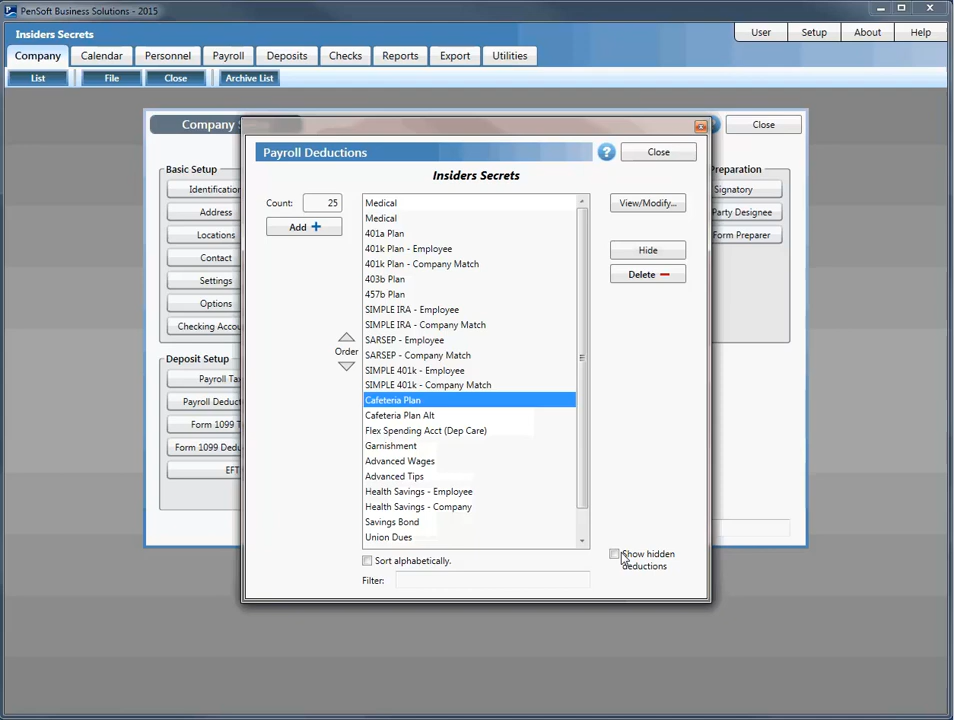 PenSoft Business Solutions - 2015
Insiders Secrets
User Setup About Help
Company Calendar Personnel Payroll Deposits Checks Reports Export Utilities
List File Close Archive List
Company
Close
Payroll Deductions
? Close
Insiders Secrets
Basic Setup
Identification
Address
Locations
Contact
Settings
Options
Checking Accou
Deposit Setup
Payroll Tax
Payroll Deduct
Form 1099 T
Form 1099 Dedu
EFT
Count: 25
Add
Order
Medical
Medical
401a Plan
401k Plan - Employee
401k Plan - Company Match
403b Plan
457b Plan
SIMPLE IRA - Employee
SIMPLE IRA - Company Match
SARSEP - Employee
SARSEP - Company Match
SIMPLE 401k - Employee
SIMPLE 401k - Company Match
Cafeteria Plan
Cafeteria Plan Alt
Flex Spending Acct (Dep Care)
Garnishment
Advanced Wages
Advanced Tips
Health Savings - Employee
Health Savings - Company
Savings Bond
Union Dues
Sort alphabetically.
Filter:
View/Modify...
Hide
Delete
Show hidden
deductions
Preparation
Signatory
Party Designee
Form Preparer